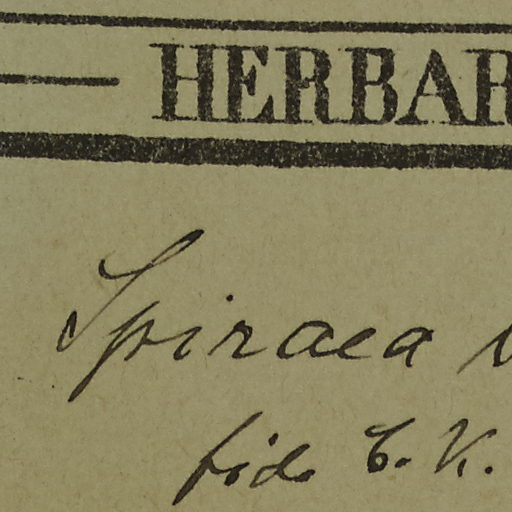 HERBAR
Spiraea
fide C. K.